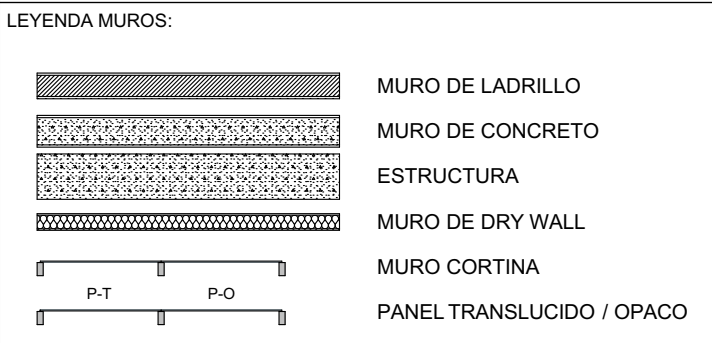 LEYENDA MUROS:
MURO DE LADRILLO
MURO DE CONCRETO
ESTRUCTURA
MURO DE DRY WALL
MURO CORTINA
P-T P-O
PANEL TRANSLUCIDO / OPACO